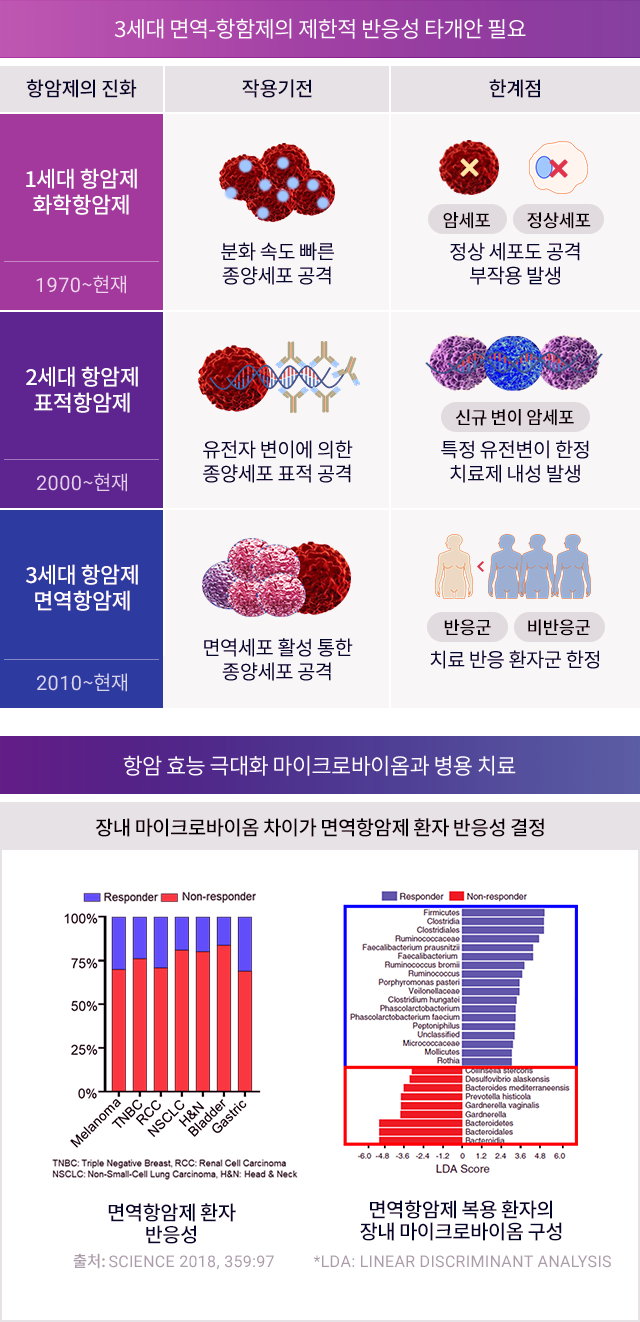 3세대 면역-항함제의 제한적 반응성 타개안 필요
항암제의 진화
작용기전
한계점
1세대 항암제
화학항암제
1970~현재
분화 속도 빠른
종양세포 공격
암세포
정상세포
정상 세포도 공격
부작용 발생
2세대 항암제
표적항암제
2000~현재
유전자 변이에 의한
종양세포 표적 공격
신규 변이 암세포
특정 유전변이 한정
치료제 내성 발생
3세대 항암제
면역항암제
2010~현재
면역세포 활성 통한
종양세포 공격
<
반응군
비반응군
치료 반응 환자군 한정
항암 효능 극대화 마이크로바이옴과 병용 치료
장내 마이크로바이옴 차이가 면역항암제 환자 반응성 결정
Responder Non-responder
100%
75%
50%
25%
0%
Melanoma
TNBC
RCC
NSCLC
H&N
Bladder
Gastric
TNBC: Triple Negative Breast, RCC: Renal Cell Carcinoma
NSCLC: Non-Small-Cell Lung Carcinoma, H&N: Head & Neck
면역항암제 환자
반응성
출처: SCIENCE 2018, 359:97
Responder Non-responder
Firmicutes
Clostridia
Clostridiales
Ruminococcaceae
Faecalibacterium prausnitzii
Faecalibacterium
Ruminococcus bromii
Ruminococcus
Porphyromonas pasteri
Veilonellaceae
Clostridium hungatei
Phascolarctobacterium
Phascolarctobacterium faecium
Peptoniphilus
Unclassified
Micrococcaceae
Mollicutes
Rothia
Collinsella stercoris
Desulfovibrio alaskensis
Bacteroides mediterraneensis
Prevotella histicola
Gardnerella vaginalis
Gardnerella
Bacteroidetes
Bacteroidales
Bacteroidia
-6.0 -4.8 -3.6 -2.4 -1.2 0 1.2 2.4 3.6 4.8 6.0
LDA Score
면역항암제 복용 환자의
장내 마이크로바이옴 구성
*LDA: LINEAR DISCRIMINANT ANALYSIS